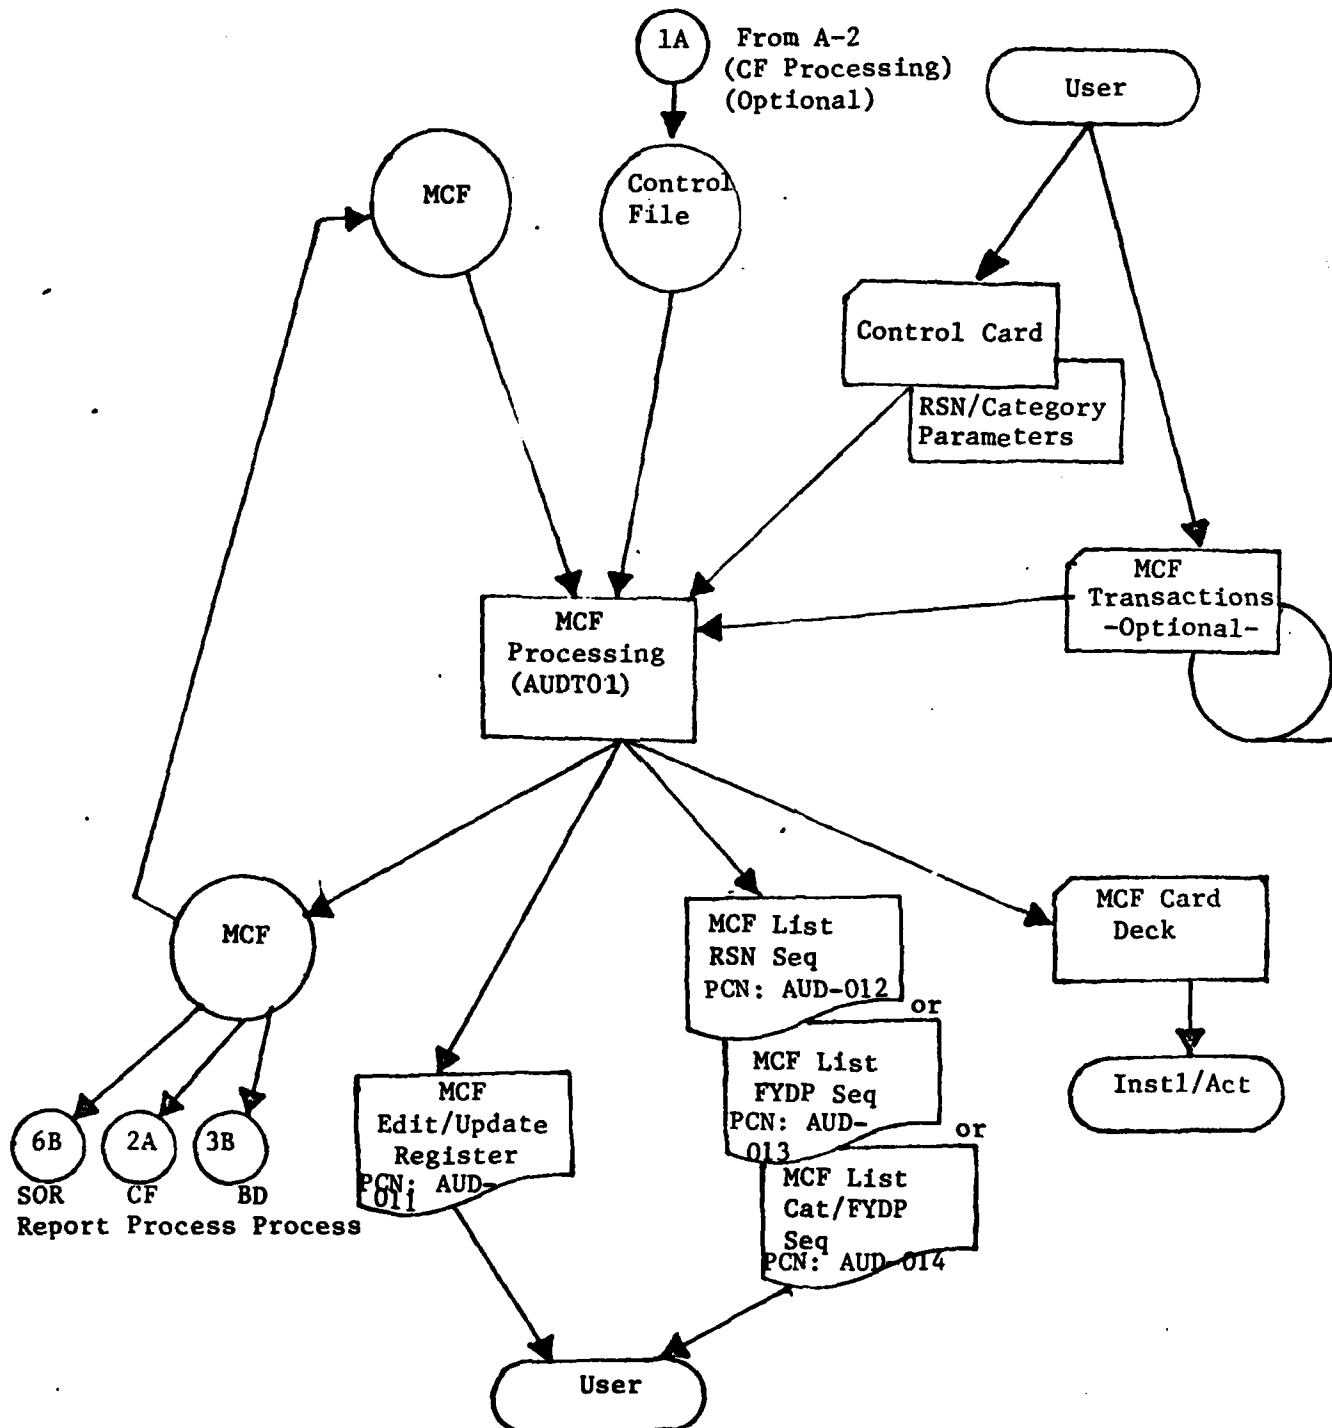 1A
From A-2
(CF Processing)
(Optional)
User
MCF
Control
File
Control Card
RSN/Category
Parameters
MCF
Transactions
-Optional-
MCF
Processing
(AUDT01)
MCF
MCF List
RSN Seq
PCN: AUD-012
or
MCF List
FYDP Seq
PCN: AUD-
013
or
MCF List
Cat/FYDP
Seq
PCN: AUD-014
MCF Card
Deck
Instl/Act
MCF
Edit/Update
Register
PCN: AUD-
011
6B
2A
3B
SOR CF BD
Report Process Process
User